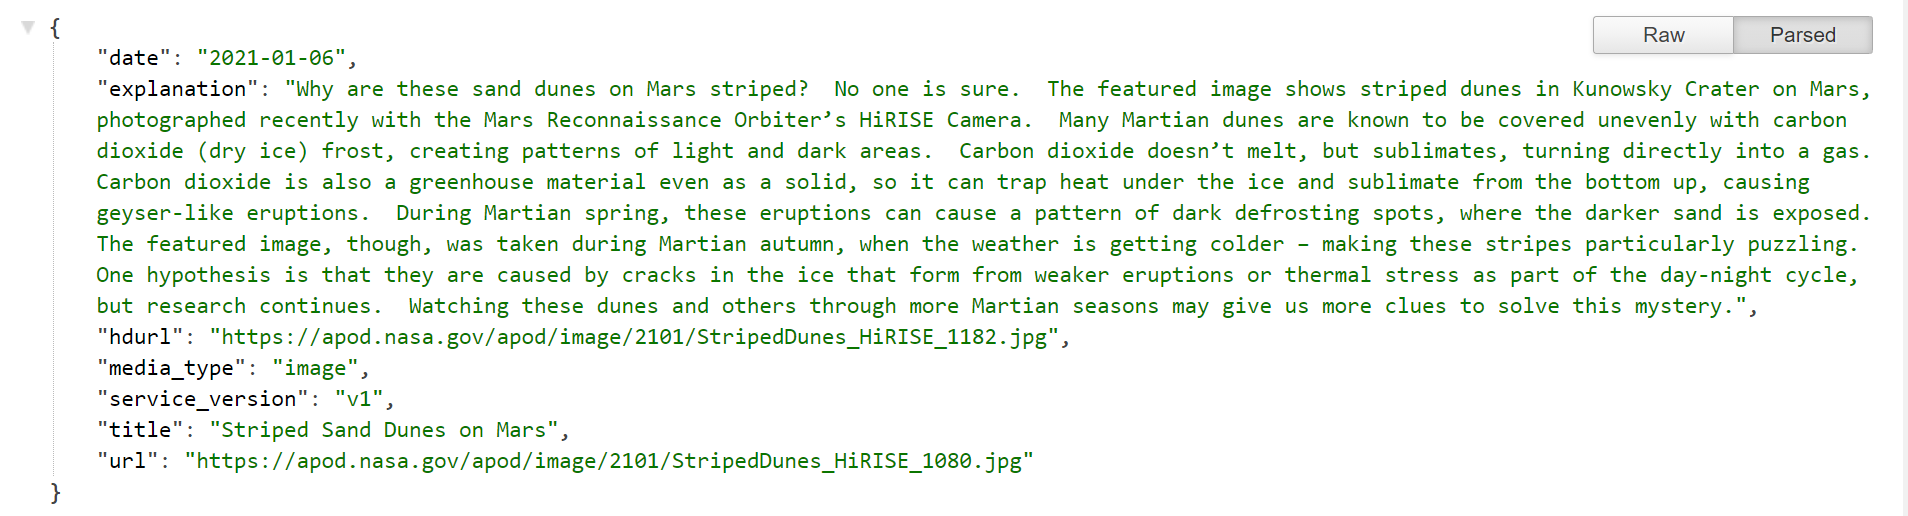 {
Raw Parsed
"date": "2021-01-06",
"explanation": "Why are these sand dunes on Mars striped?  No one is sure.  The featured image shows striped dunes in Kunowsky Crater on Mars,
photographed recently with the Mars Reconnaissance Orbiter’s HiRISE Camera.  Many Martian dunes are known to be covered unevenly with carbon
dioxide (dry ice) frost, creating patterns of light and dark areas.  Carbon dioxide doesn’t melt, but sublimates, turning directly into a gas.
Carbon dioxide is also a greenhouse material even as a solid, so it can trap heat under the ice and sublimate from the bottom up, causing
geyser-like eruptions.  During Martian spring, these eruptions can cause a pattern of dark defrosting spots, where the darker sand is exposed.
The featured image, though, was taken during Martian autumn, when the weather is getting colder – making these stripes particularly puzzling.
One hypothesis is that they are caused by cracks in the ice that form from weaker eruptions or thermal stress as part of the day-night cycle,
but research continues.  Watching these dunes and others through more Martian seasons may give us more clues to solve this mystery.",
"hdurl": "https://apod.nasa.gov/apod/image/2101/StripedDunes_HiRISE_1182.jpg",
"media_type": "image",
"service_version": "v1",
"title": "Striped Sand Dunes on Mars",
"url": "https://apod.nasa.gov/apod/image/2101/StripedDunes_HiRISE_1080.jpg"
}